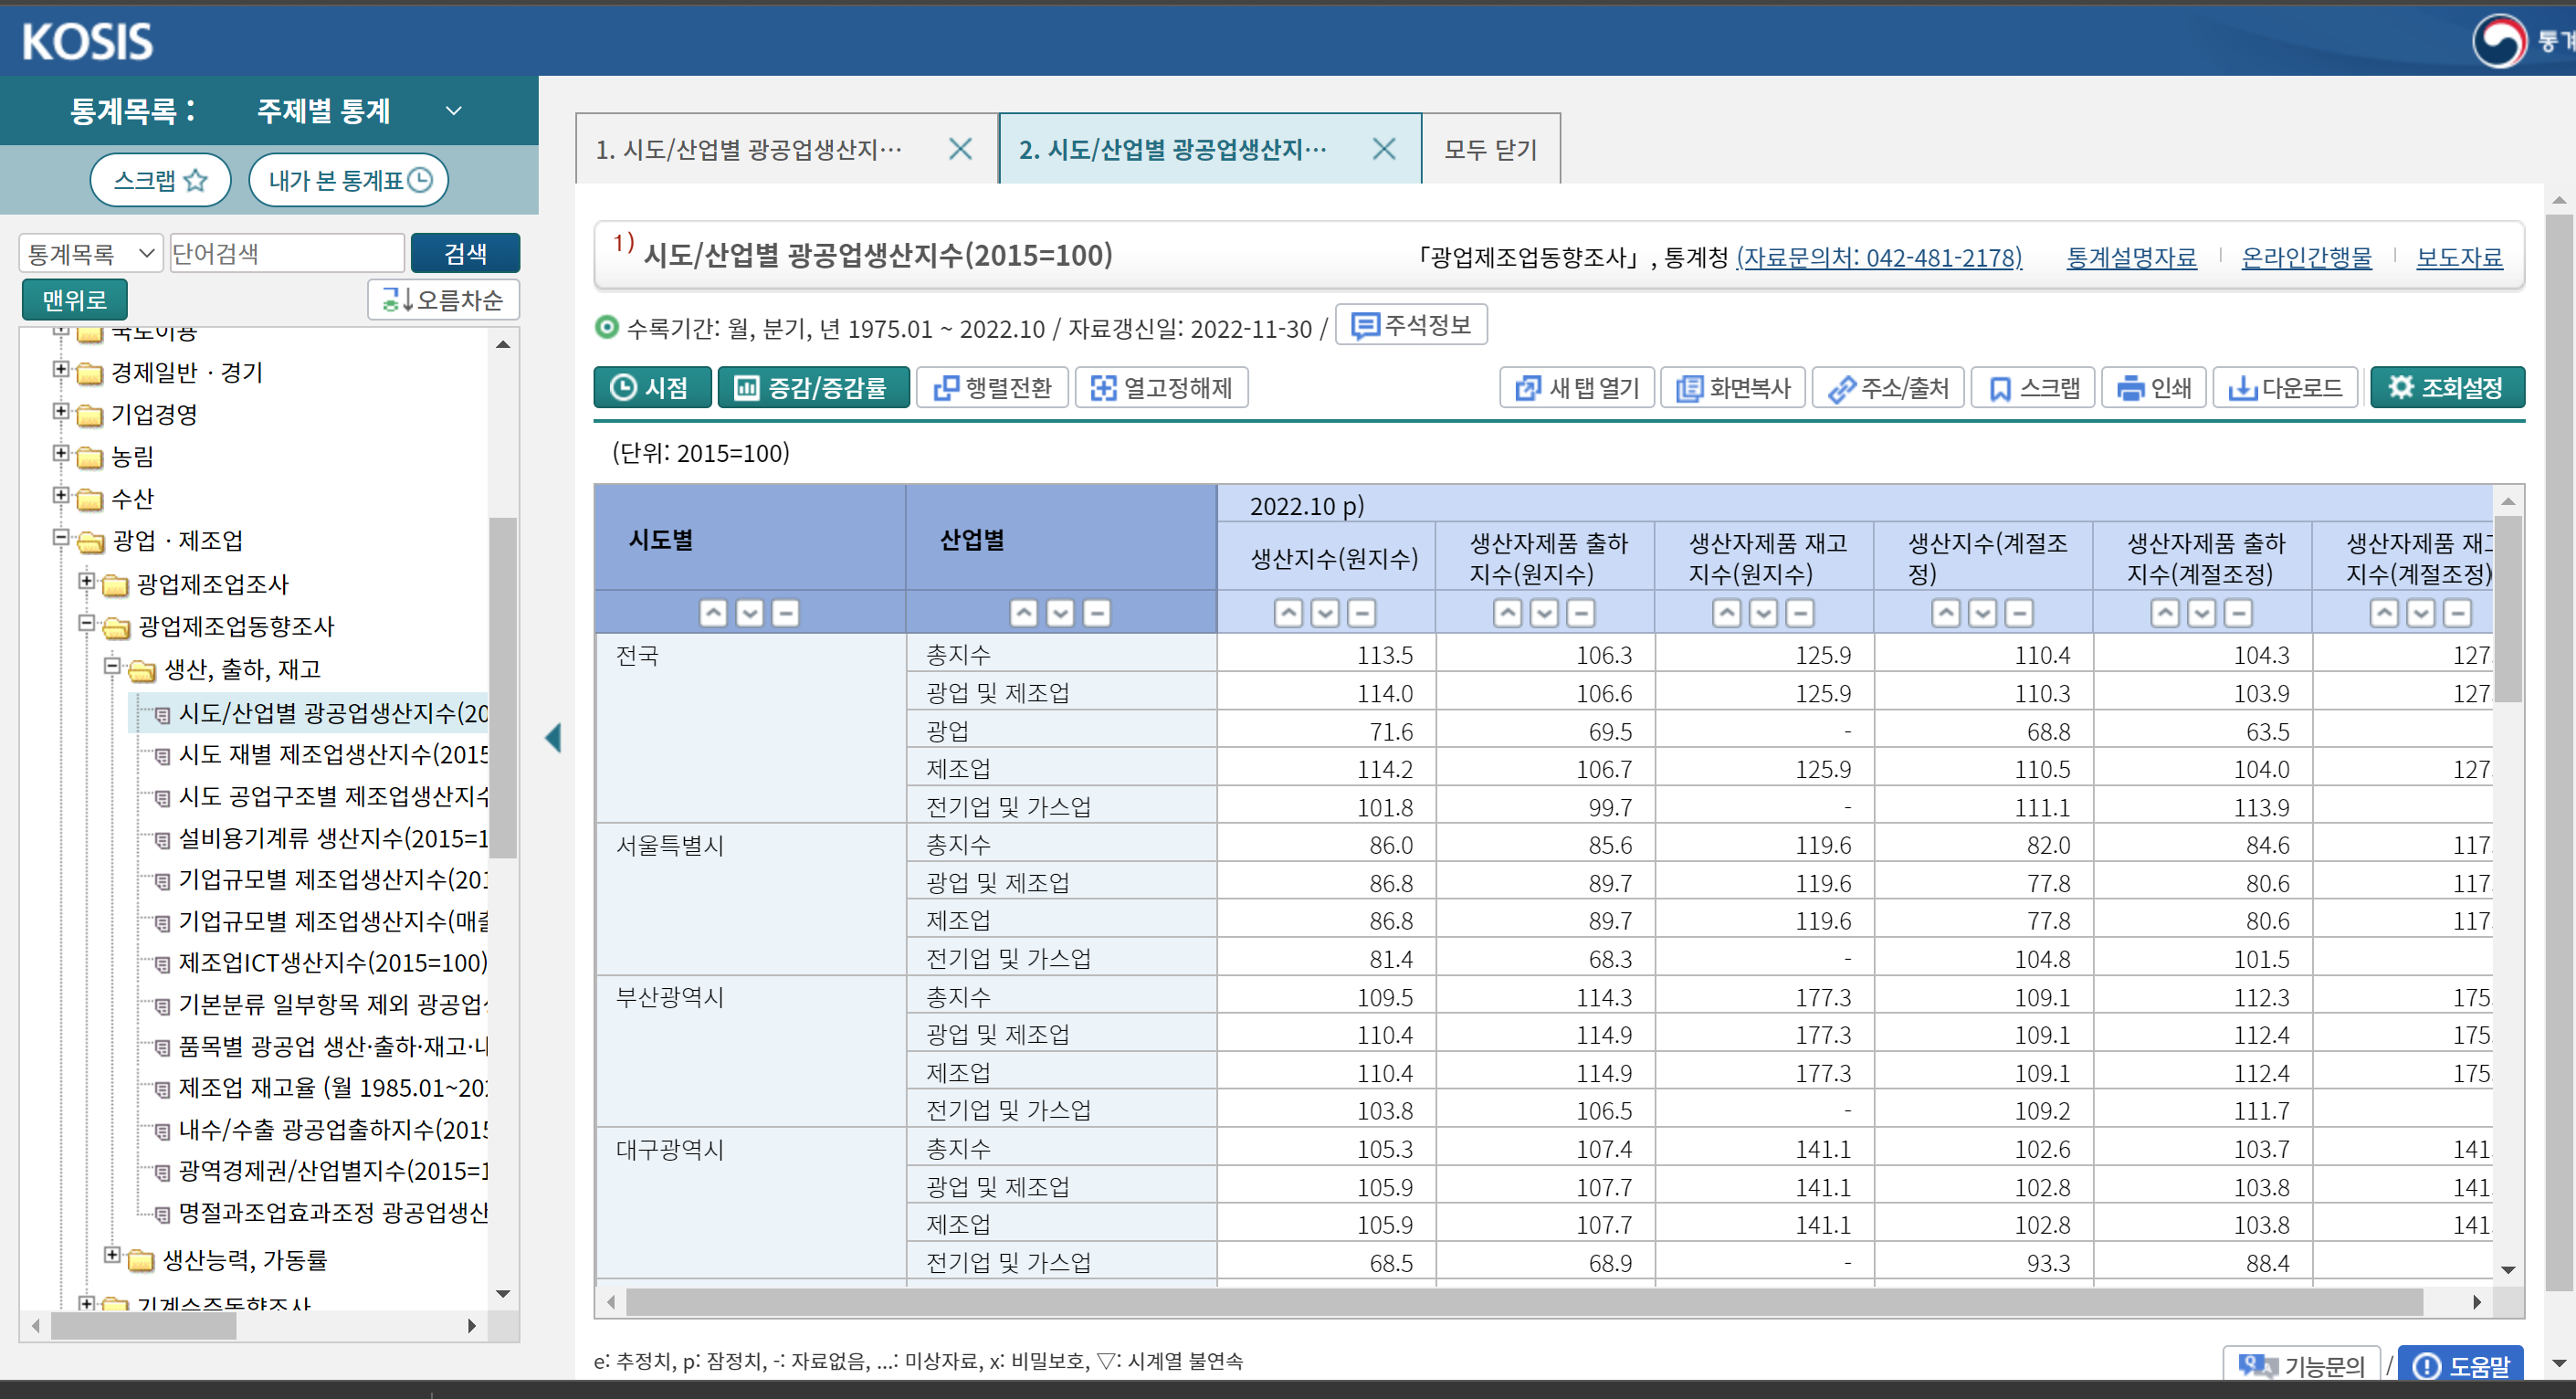 KOSIS
통계목록 : 주제별 통계
스크랩 내가 본 통계표
통계목록 단어검색 검색
맨위로 오름차순
국토이용
경제일반 · 경기
기업경영
농림
수산
광업 · 제조업
광업제조업조사
광업제조업동향조사
생산, 출하, 재고
시도/산업별 광공업생산지수(20
시도 재별 제조업생산지수(2015
시도 공업구조별 제조업생산지수
설비용기계류 생산지수(2015=1
기업규모별 제조업생산지수(201
기업규모별 제조업생산지수(매출
제조업ICT생산지수(2015=100)
기본분류 일부항목 제외 광공업
품목별 광공업 생산·출하·재고·내
제조업 재고율 (월 1985.01~202
내수/수출 광공업출하지수(2015
광역경제권/산업별지수(2015=1
명절과조업효과조정 광공업생산
생산능력, 가동률
기계수주동향조사
1. 시도/산업별 광공업생산지… 2. 시도/산업별 광공업생산지… 모두 닫기
1) 시도/산업별 광공업생산지수(2015=100) 「광업제조업동향조사」, 통계청 (자료문의처: 042-481-2178) 통계설명자료 온라인간행물 보도자료
수록기간: 월, 분기, 년 1975.01 ~ 2022.10 / 자료갱신일: 2022-11-30 / 주석정보
시점 증감/증감률 행렬전환 열고정해제 새 탭 열기 화면복사 주소/출처 스크랩 인쇄 다운로드 조회설정
(단위: 2015=100)
시도별 산업별 2022.10 p)
생산지수(원지수) 생산자제품 출하지수(원지수) 생산자제품 재고지수(원지수) 생산지수(계절조정) 생산자제품 출하지수(계절조정) 생산자제품 재고지수(계절조정)
전국 총지수 113.5 106.3 125.9 110.4 104.3 127
광업 및 제조업 114.0 106.6 125.9 110.3 103.9 127
광업 71.6 69.5 - 68.8 63.5
제조업 114.2 106.7 125.9 110.5 104.0 127
전기업 및 가스업 101.8 99.7 - 111.1 113.9
서울특별시 총지수 86.0 85.6 119.6 82.0 84.6 117
광업 및 제조업 86.8 89.7 119.6 77.8 80.6 117
제조업 86.8 89.7 119.6 77.8 80.6 117
전기업 및 가스업 81.4 68.3 - 104.8 101.5
부산광역시 총지수 109.5 114.3 177.3 109.1 112.3 175
광업 및 제조업 110.4 114.9 177.3 109.1 112.4 175
제조업 110.4 114.9 177.3 109.1 112.4 175
전기업 및 가스업 103.8 106.5 - 109.2 111.7
대구광역시 총지수 105.3 107.4 141.1 102.6 103.7 141
광업 및 제조업 105.9 107.7 141.1 102.8 103.8 141
제조업 105.9 107.7 141.1 102.8 103.8 141
전기업 및 가스업 68.5 68.9 - 93.3 88.4
e: 추정치, p: 잠정치, -: 자료없음, ...: 미상자료, x: 비밀보호, ▽: 시계열 불연속
기능문의 / 도움말